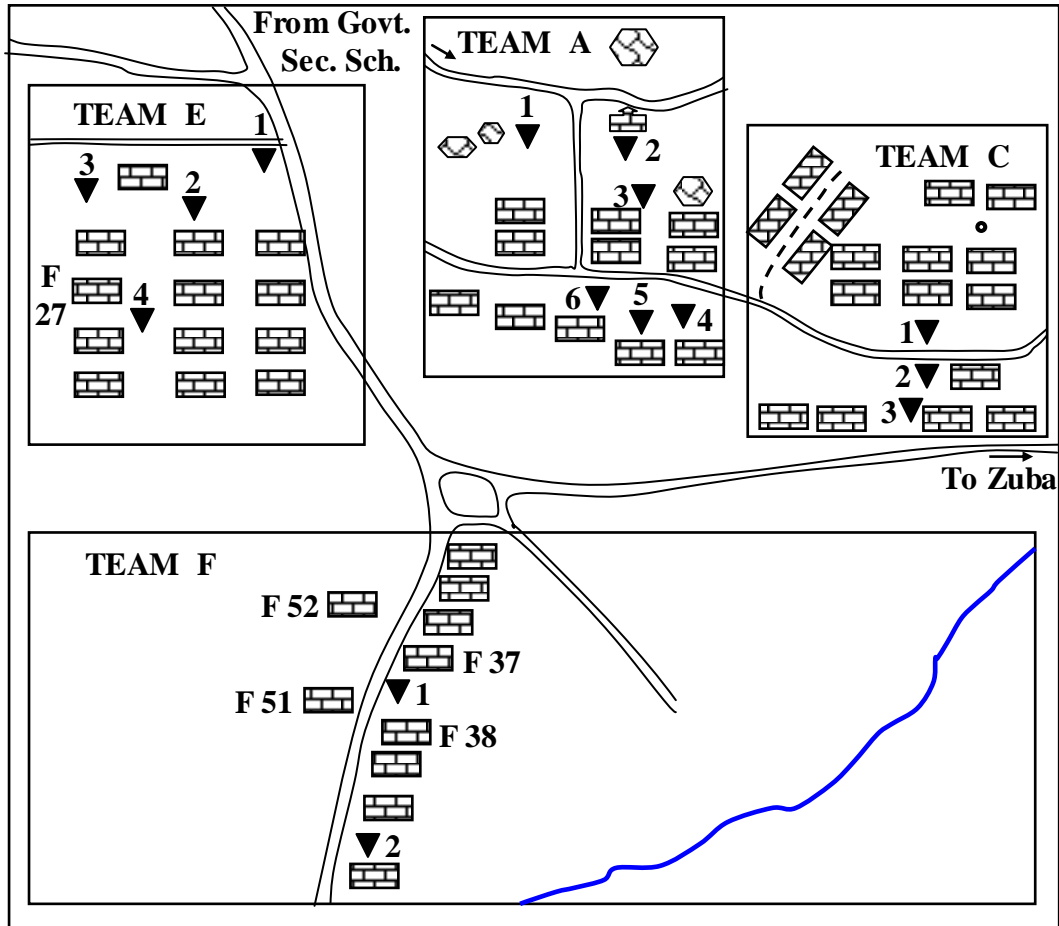 From Govt.
Sec. Sch.
TEAM A
1
2
3
6
5
4
TEAM E
1
3
2
F
27
4
TEAM C
1
2
3
To Zuba
TEAM F
F 52
F 37
F 51
1
F 38
2